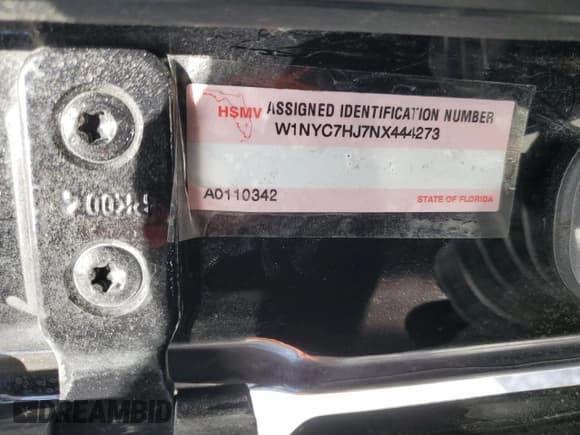 HSMV ASSIGNED IDENTIFICATION NUMBER
W1NYC7HJ7NX444273
A0110342
STATE OF FLORIDA
DREAMBID